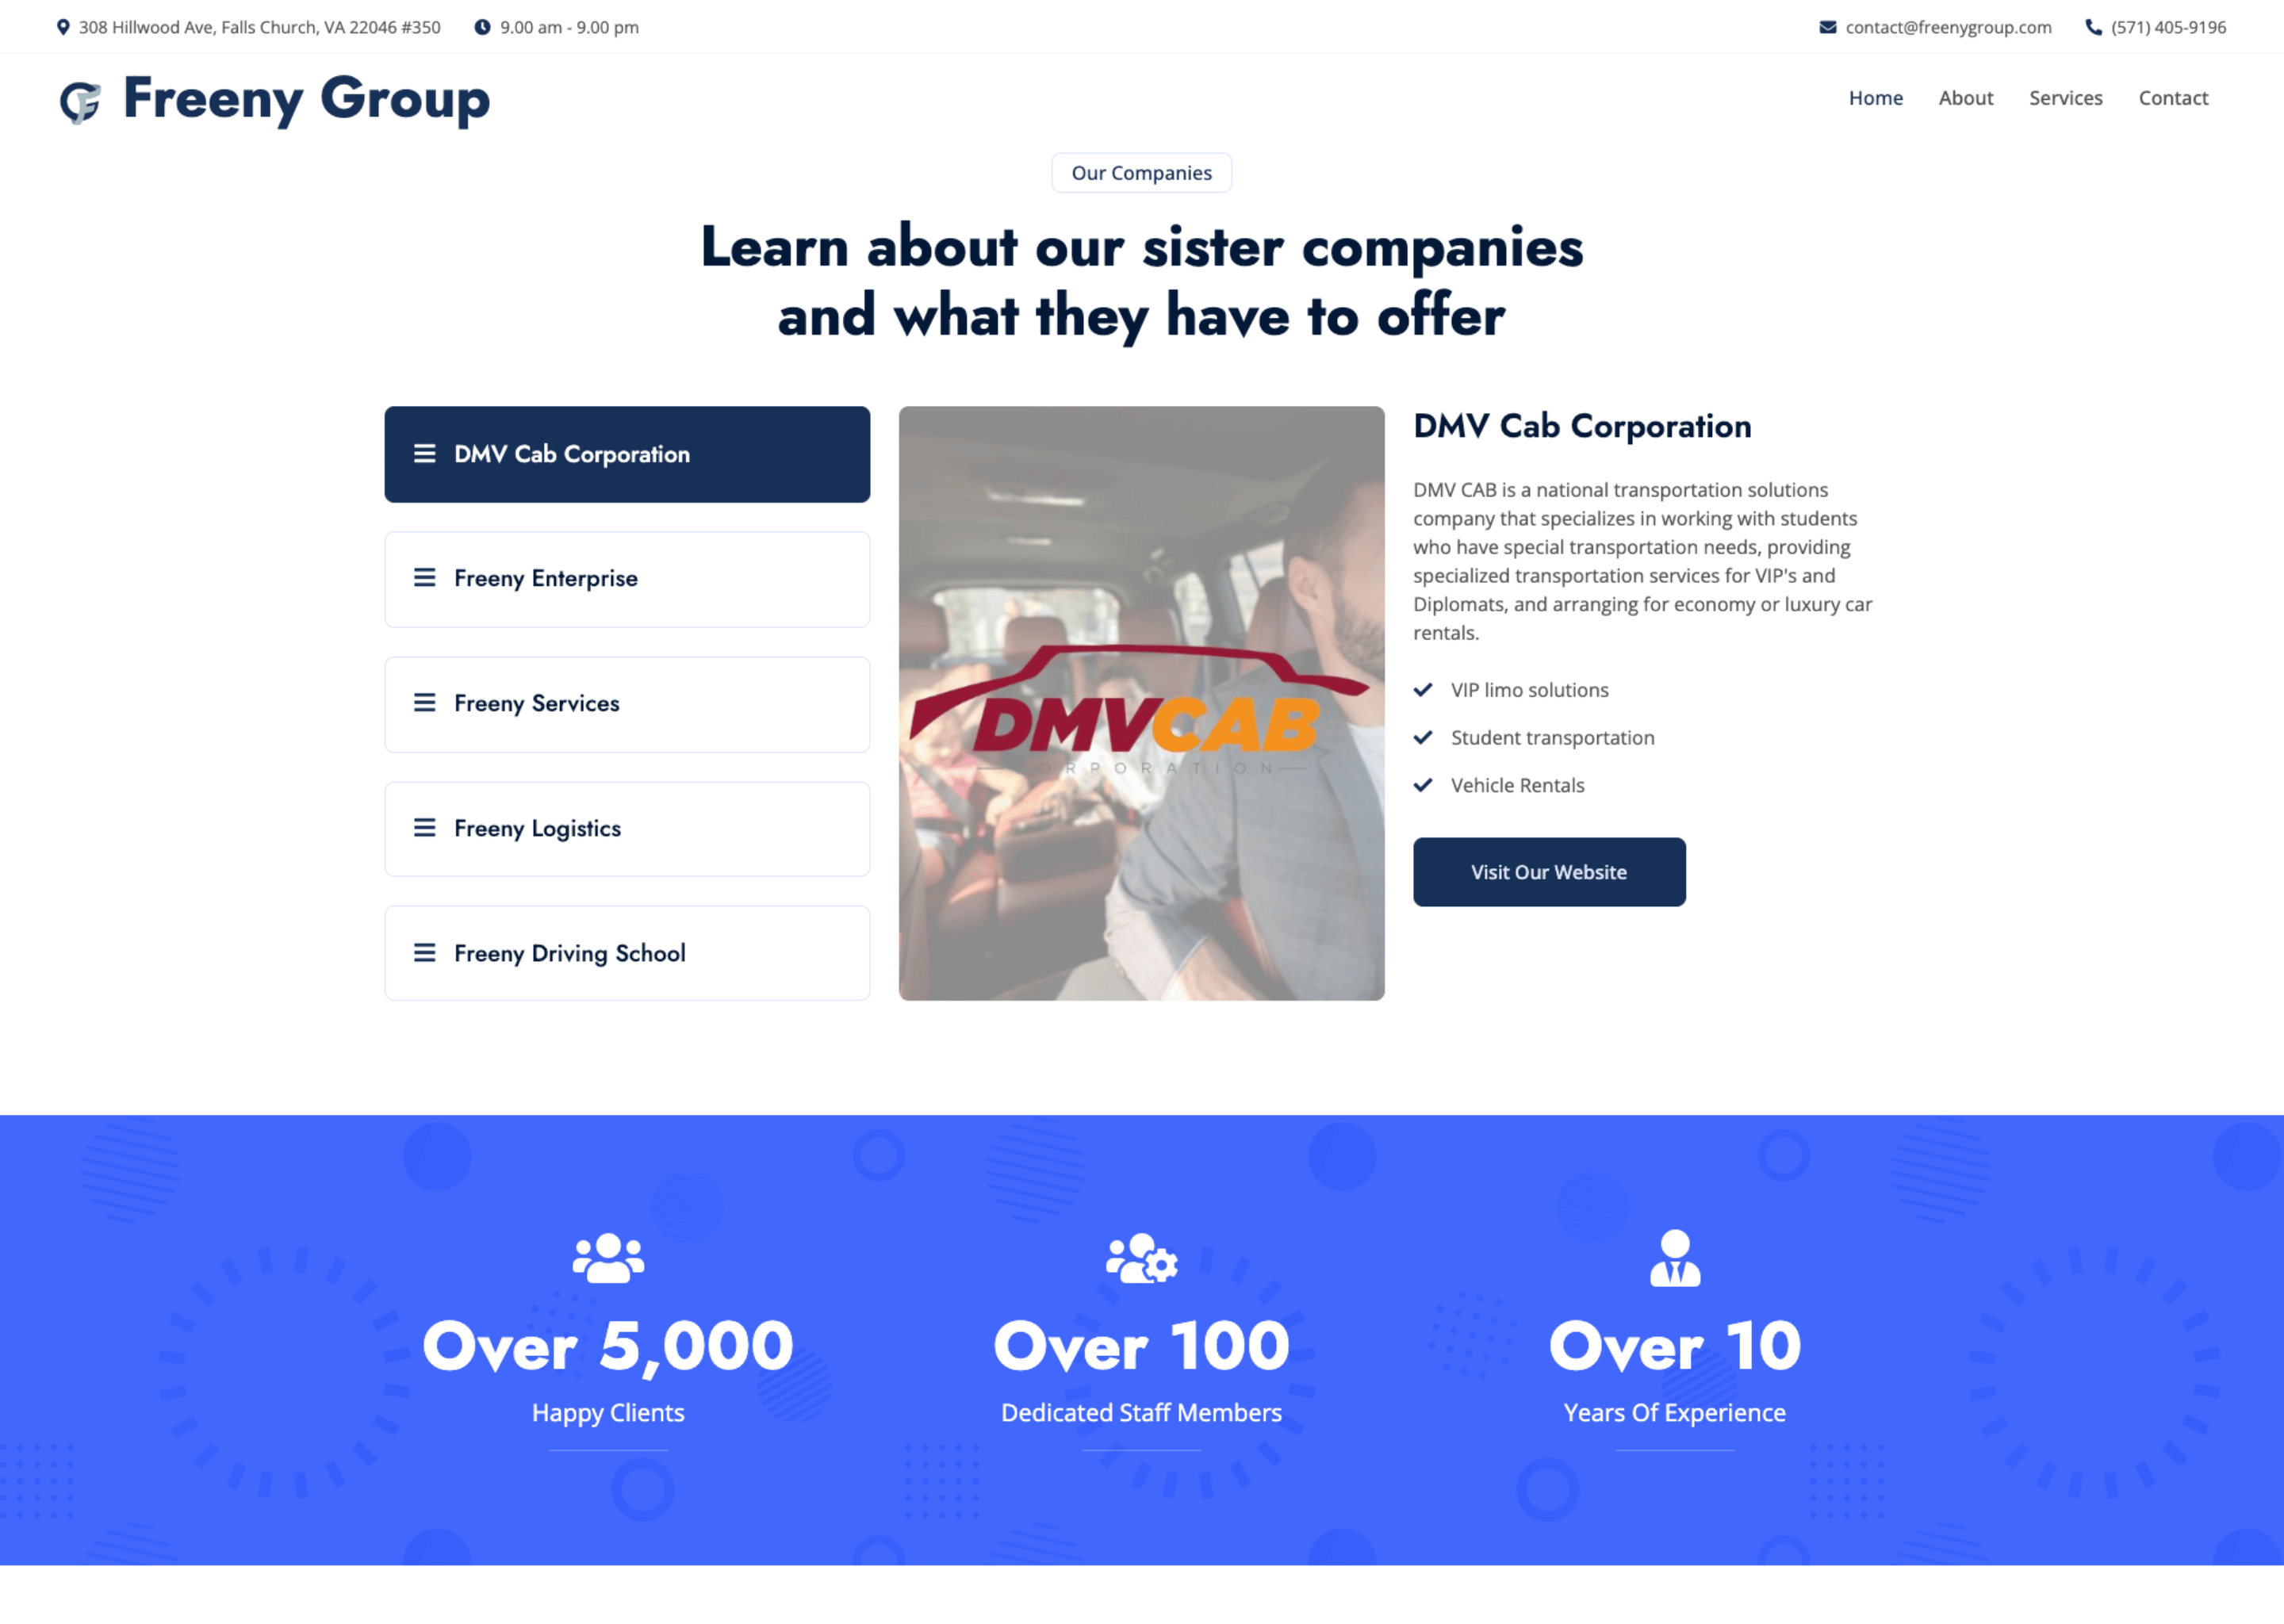 308 Hillwood Ave, Falls Church, VA 22046 #350
9.00 am - 9.00 pm
contact@freenygroup.com
(571) 405-9196
Freeny Group
Home
About
Services
Contact
Our Companies
Learn about our sister companies
and what they have to offer
DMV Cab Corporation
Freeny Enterprise
Freeny Services
Freeny Logistics
Freeny Driving School
DMVCAB
CORPORATION
DMV Cab Corporation
DMV CAB is a national transportation solutions
company that specializes in working with students
who have special transportation needs, providing
specialized transportation services for VIP's and
Diplomats, and arranging for economy or luxury car
rentals.
VIP limo solutions
Student transportation
Vehicle Rentals
Visit Our Website
Over 5,000
Happy Clients
Over 100
Dedicated Staff Members
Over 10
Years Of Experience